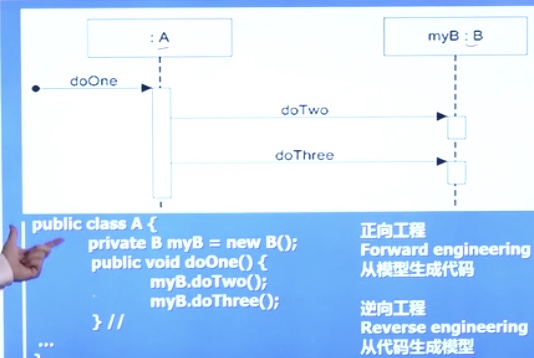 : A
myB : B
doOne
doTwo
doThree
public class A {
private B myB = new B();
public void doOne() {
myB.doTwo();
myB.doThree();
} //
...
正向工程
Forward engineering
从模型生成代码
逆向工程
Reverse engineering
从代码生成模型